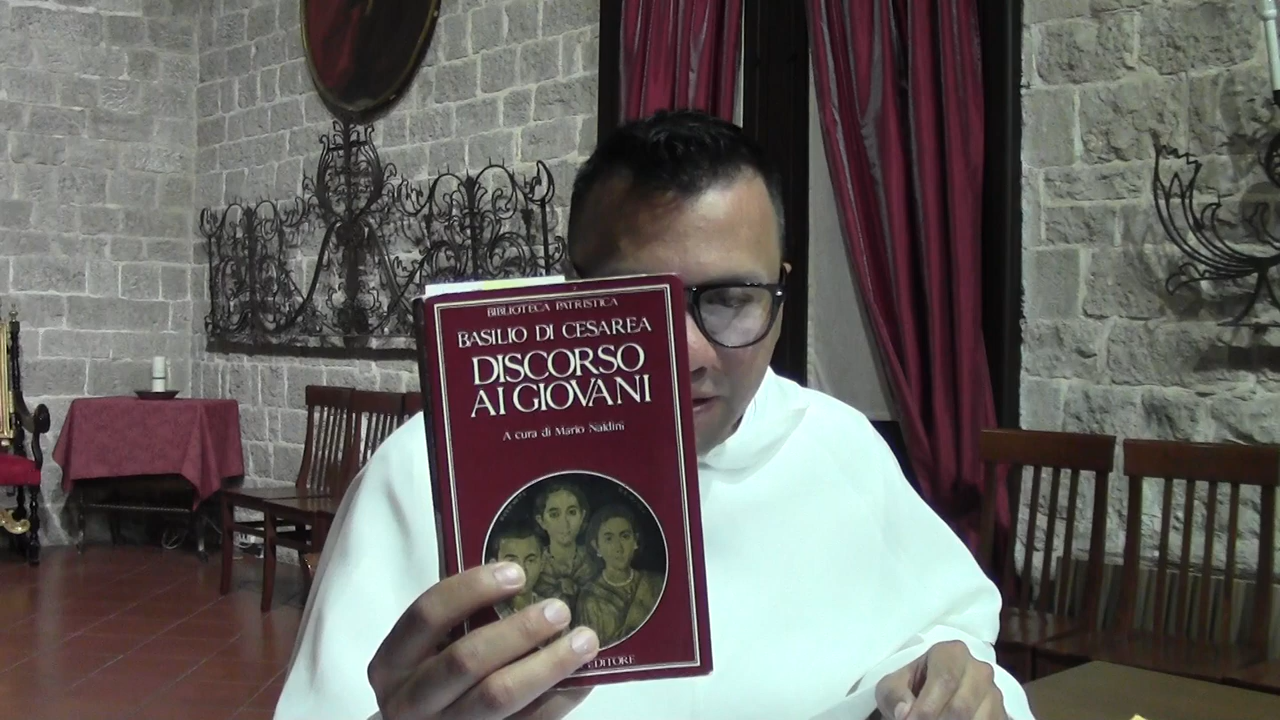 BIBLIOTECA PATRISTICA
BASILIO DI CESAREA
DISCORSO
AI GIOVANI
A cura di Mario Naldini
EDITORE